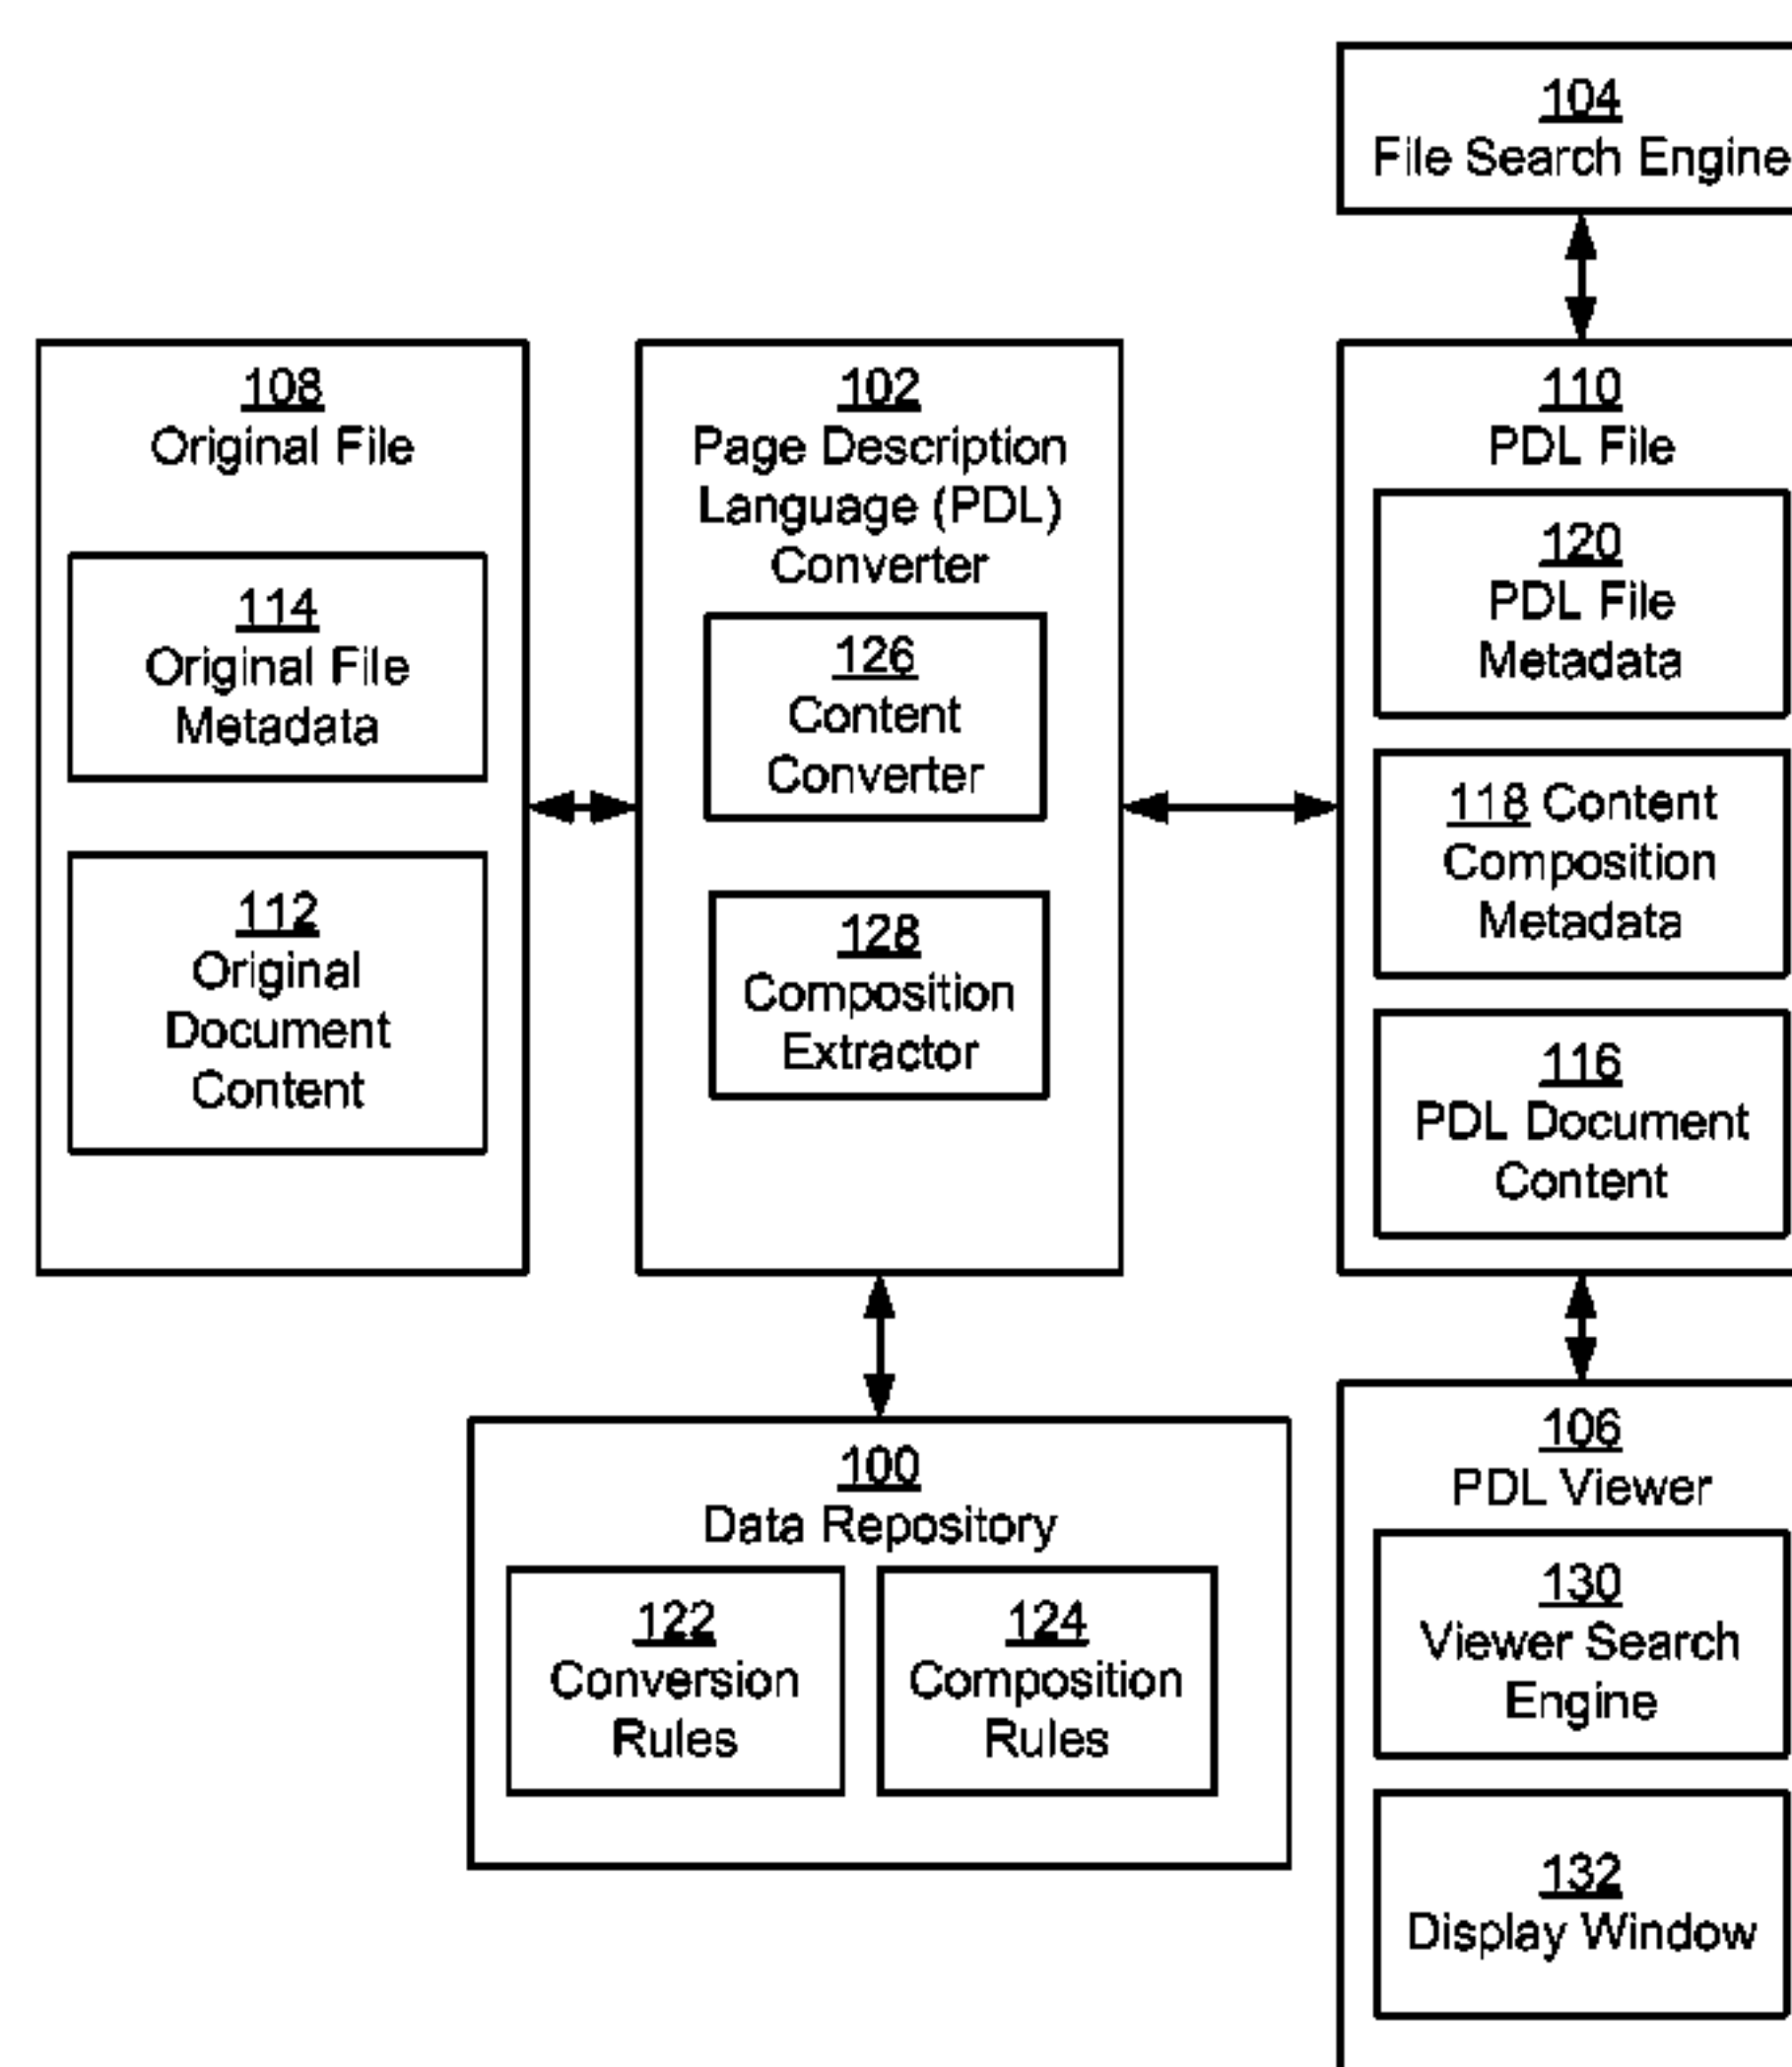 104
File Search Engine
108
Original File
114
Original File
Metadata
112
Original
Document
Content
102
Page Description
Language (PDL)
Converter
126
Content
Converter
128
Composition
Extractor
110
PDL File
120
PDL File
Metadata
118 Content
Composition
Metadata
116
PDL Document
Content
100
Data Repository
122
Conversion
Rules
124
Composition
Rules
106
PDL Viewer
130
Viewer Search
Engine
132
Display Window